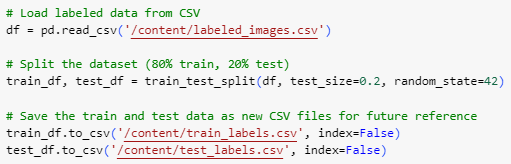 # Load labeled data from CSV
df = pd.read_csv('/content/labeled_images.csv')
# Split the dataset (80% train, 20% test)
train_df, test_df = train_test_split(df, test_size=0.2, random_state=42)
# Save the train and test data as new CSV files for future reference
train_df.to_csv('/content/train_labels.csv', index=False)
test_df.to_csv('/content/test_labels.csv', index=False)